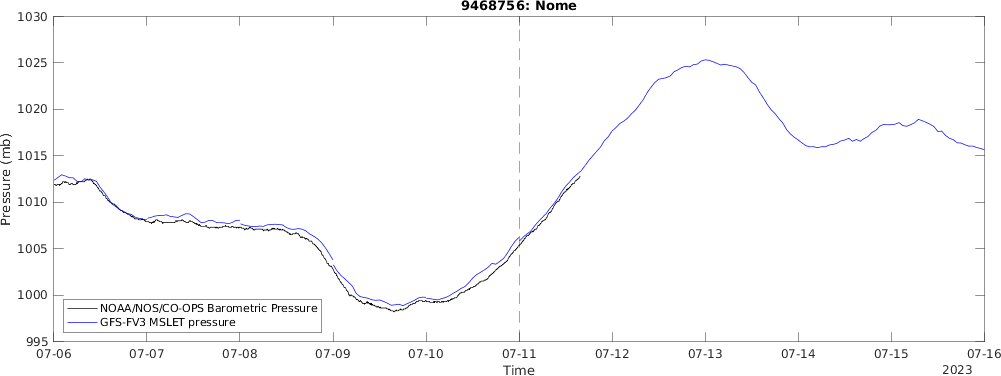 9468756: Nome
1030
1025
1020
1015
1010
1005
1000
995
Pressure (mb)
NOAA/NOS/CO-OPS Barometric Pressure
GFS-FV3 MSLET pressure
07-06 07-07 07-08 07-09 07-10 07-11 07-12 07-13 07-14 07-15 07-16
Time
2023